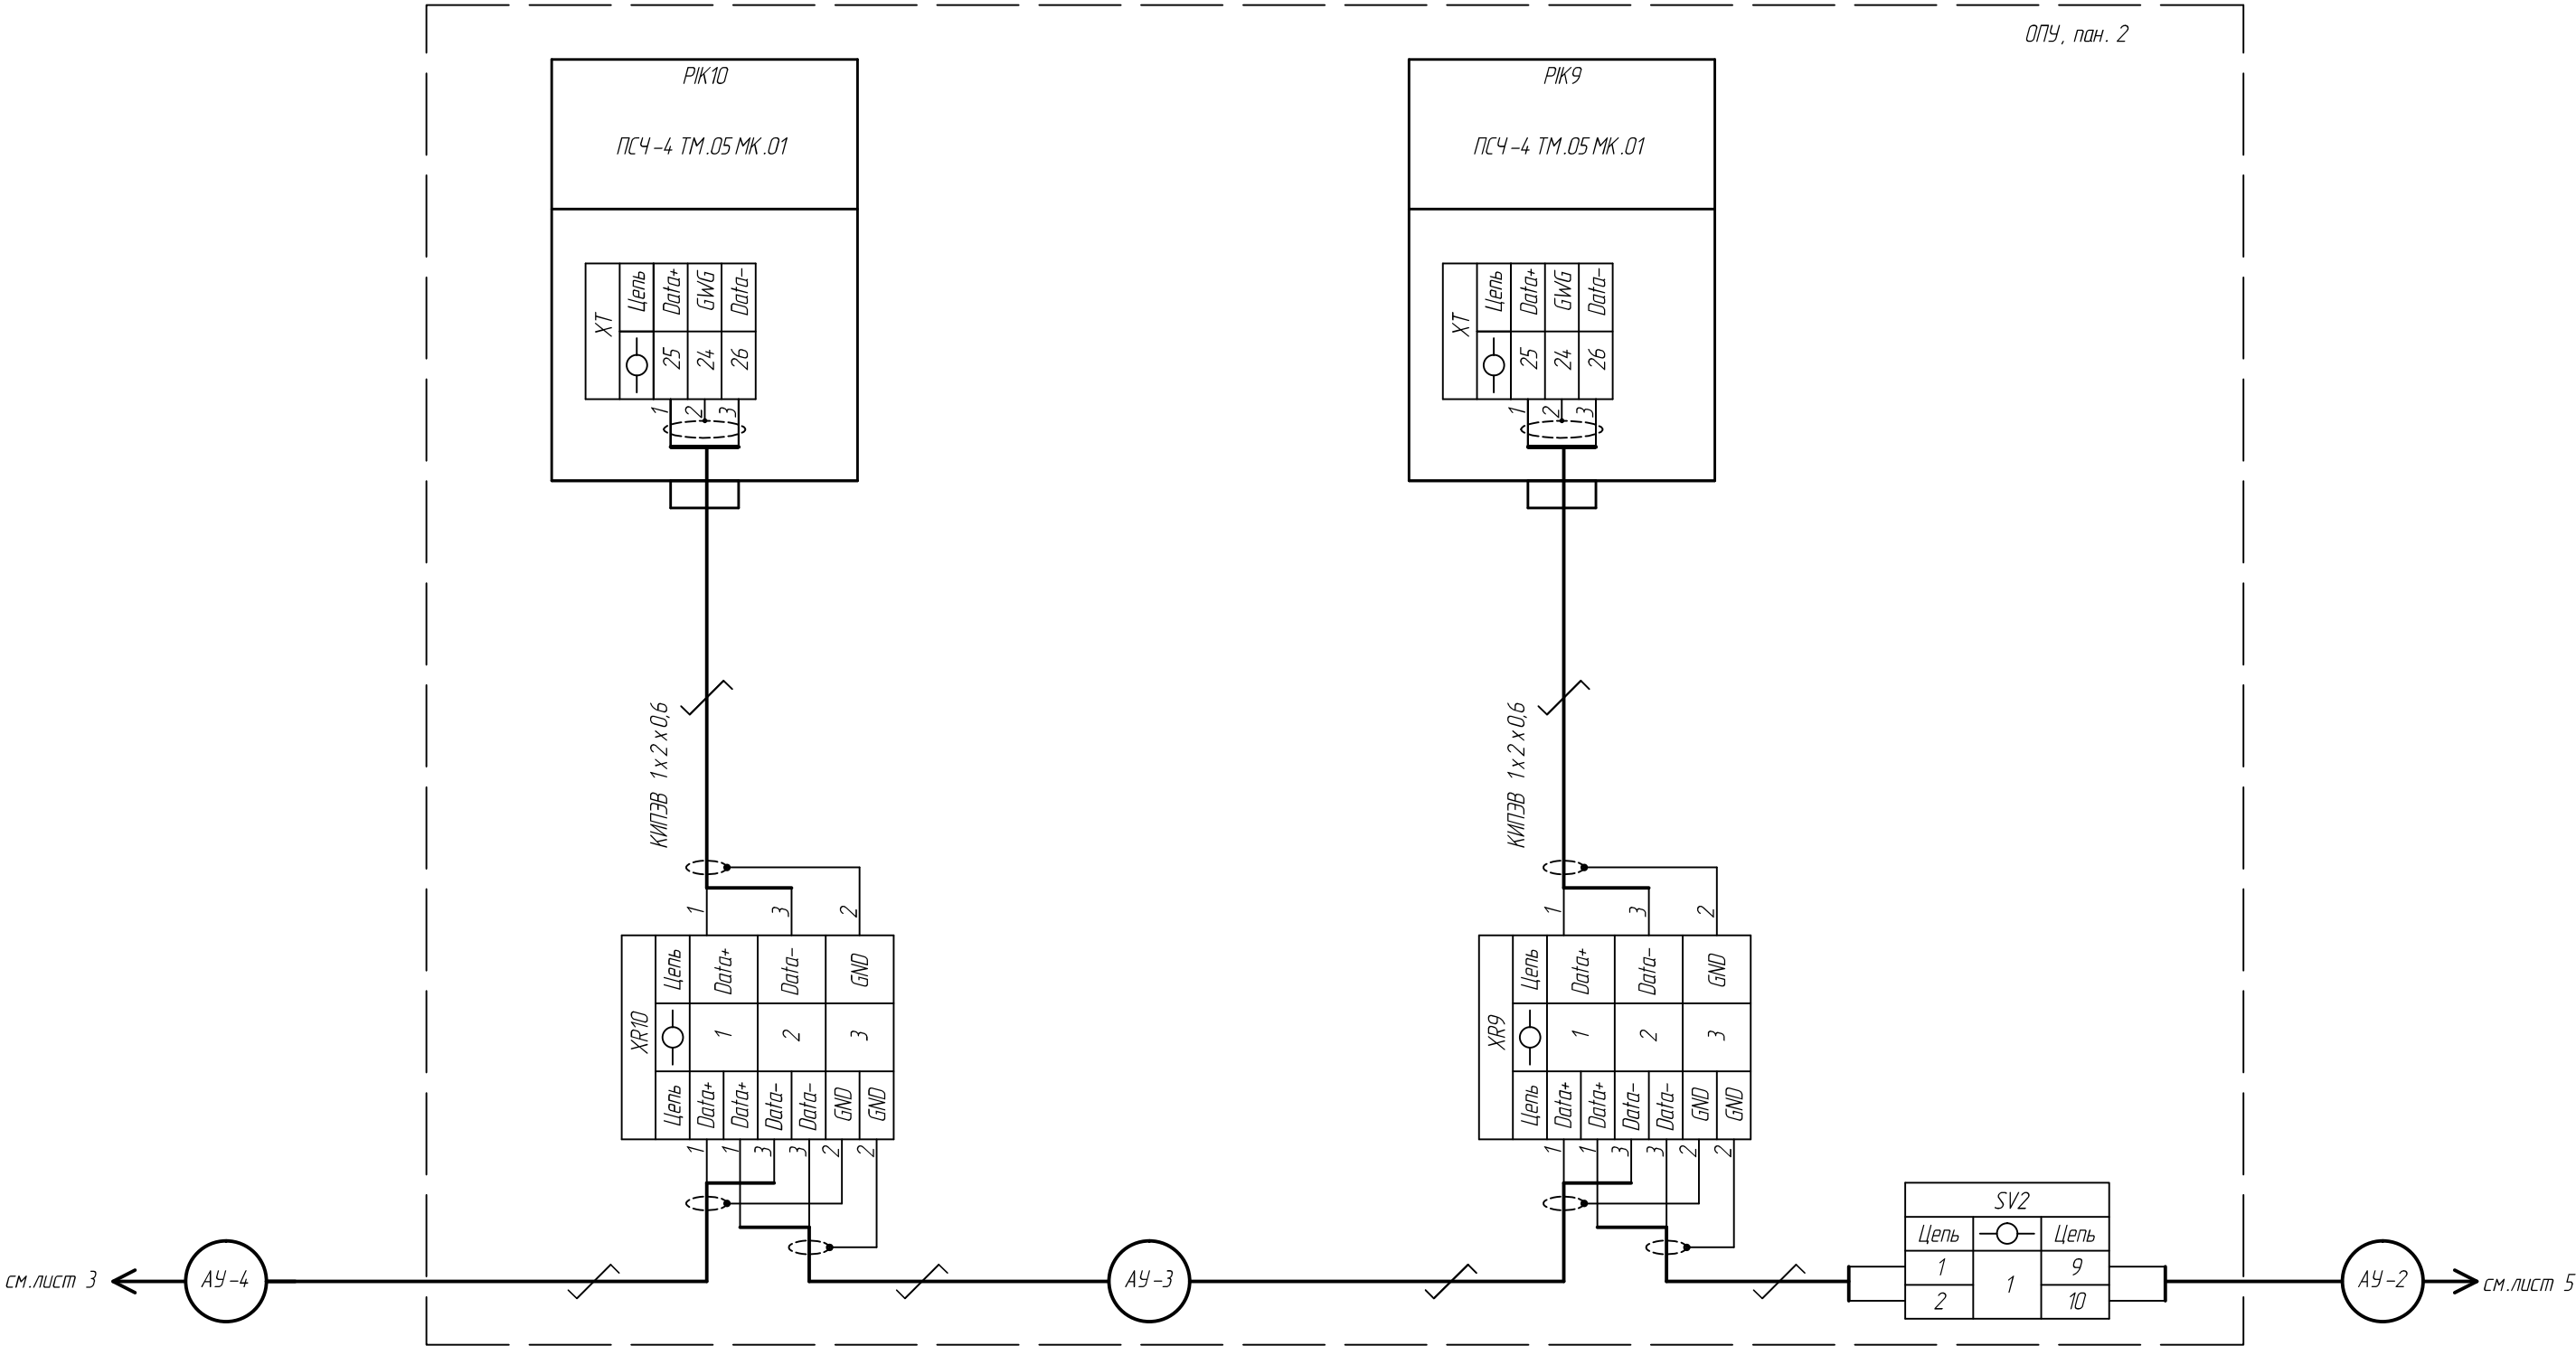 ОПУ, пан. 2
PIK10
ПСЧ-4 ТМ.05 МК.01
XT
Цепь
Data+
GWG
Data-
25
24
26
1
2
3
КИПЭВ 1х2х0,6
1
3
2
XR10
Цепь
Data+
Data-
GND
1
2
3
Цепь
Data+
Data+
Data-
Data-
GND
GND
1
1
3
3
2
2
PIK9
ПСЧ-4 ТМ.05 МК.01
XT
Цепь
Data+
GWG
Data-
25
24
26
1
2
3
КИПЭВ 1х2х0,6
1
3
2
XR9
Цепь
Data+
Data-
GND
1
2
3
Цепь
Data+
Data+
Data-
Data-
GND
GND
1
1
3
3
2
2
SV2
Цепь
Цепь
1
1
9
2
10
см.лист 3
АУ-4
АУ-3
АУ-2
см.лист 5